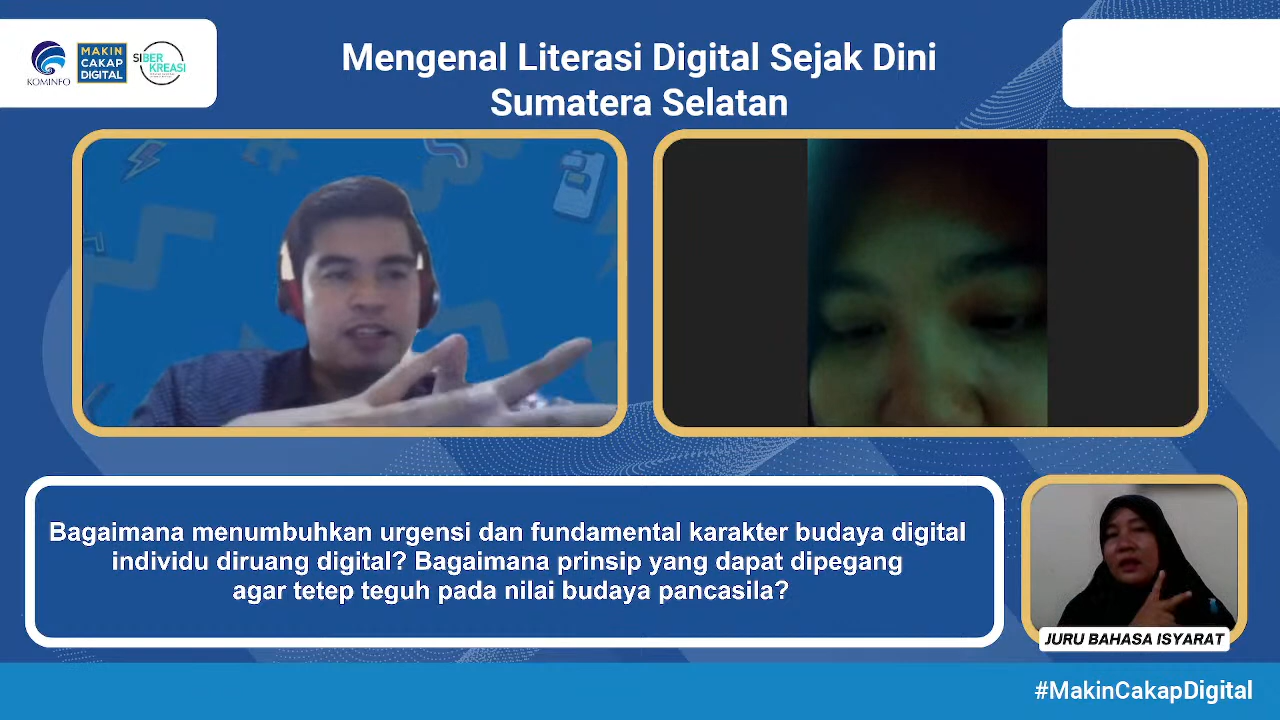 KOMINFO
MAKIN
CAKAP
DIGITAL
SIBER
KREASI
Mengenal Literasi Digital Sejak Dini
Sumatera Selatan
Bagaimana menumbuhkan urgensi dan fundamental karakter budaya digital
individu diruang digital? Bagaimana prinsip yang dapat dipegang
agar tetep teguh pada nilai budaya pancasila?
JURU BAHASA ISYARAT
#MakinCakapDigital